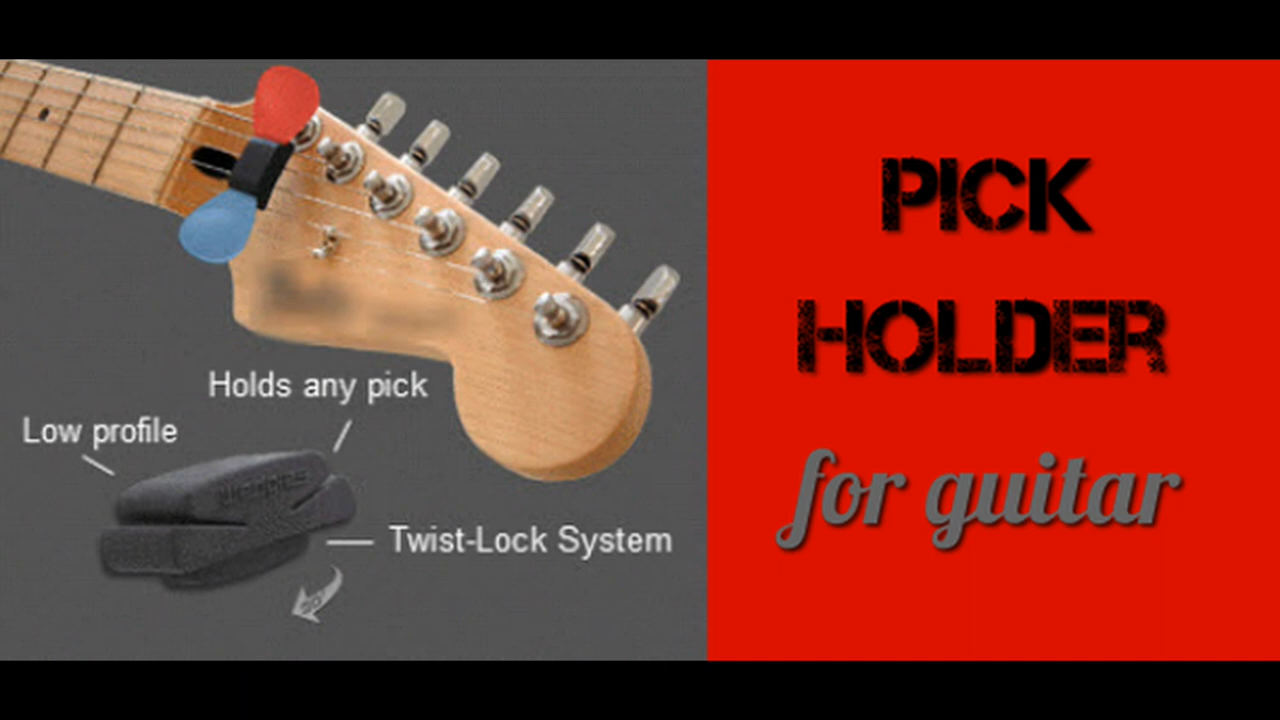 Holds any pick
Low profile
Twist-Lock System
PICK
HOLDER
for guitar